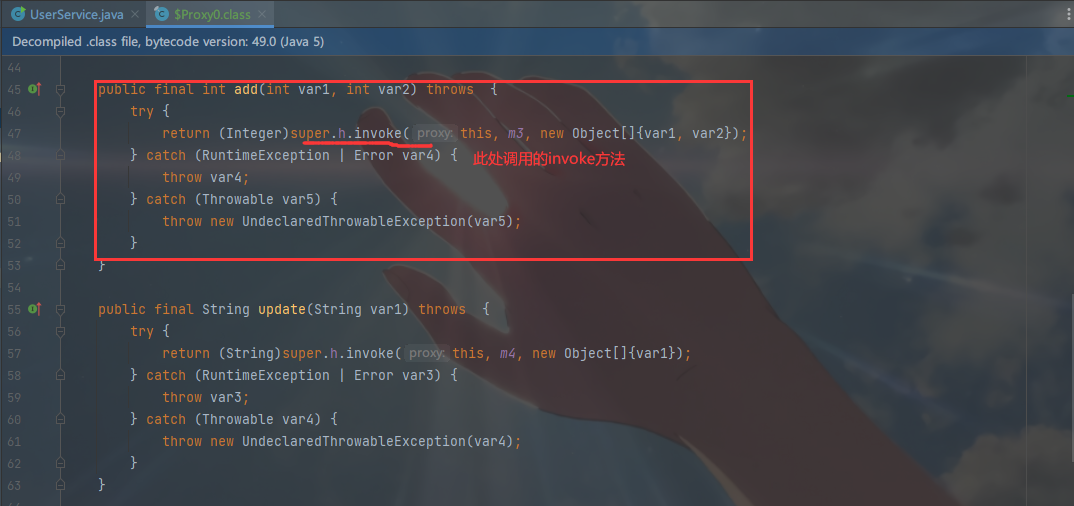 UserService.java
$Proxy0.class
Decompiled .class file, bytecode version: 49.0 (Java 5)
44
45 public final int add(int var1, int var2) throws  {
46 try {
47 return (Integer)super.h.invoke( proxy: this, m3, new Object[]{var1, var2});
48 } catch (RuntimeException | Error var4) {
此处调用的invoke方法
49 throw var4;
50 } catch (Throwable var5) {
51 throw new UndeclaredThrowableException(var5);
52 }
53 }
54
55 public final String update(String var1) throws  {
56 try {
57 return (String)super.h.invoke( proxy: this, m4, new Object[]{var1});
58 } catch (RuntimeException | Error var3) {
59 throw var3;
60 } catch (Throwable var4) {
61 throw new UndeclaredThrowableException(var4);
62 }
63 }